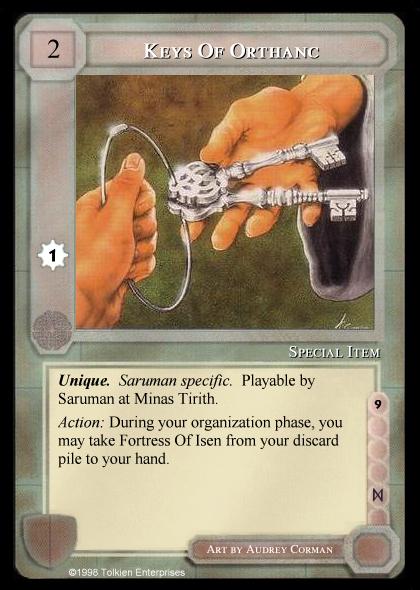 2
KEYS OF ORTHANC
1
SPECIAL ITEM
Unique. Saruman specific. Playable by
Saruman at Minas Tirith.
Action: During your organization phase, you
may take Fortress Of Isen from your discard
pile to your hand.
9
ART BY AUDREY CORMAN
©1998 Tolkien Enterprises